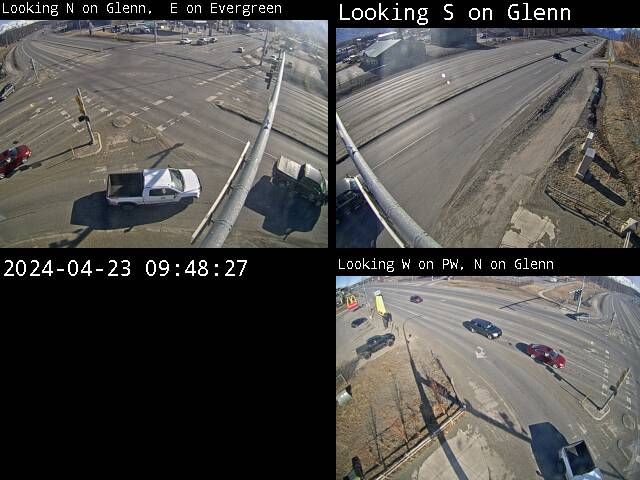 Looking N on Glenn,  E on Evergreen
Looking S on Glenn
2024-04-23 09:48:27
Looking W on PW, N on Glenn